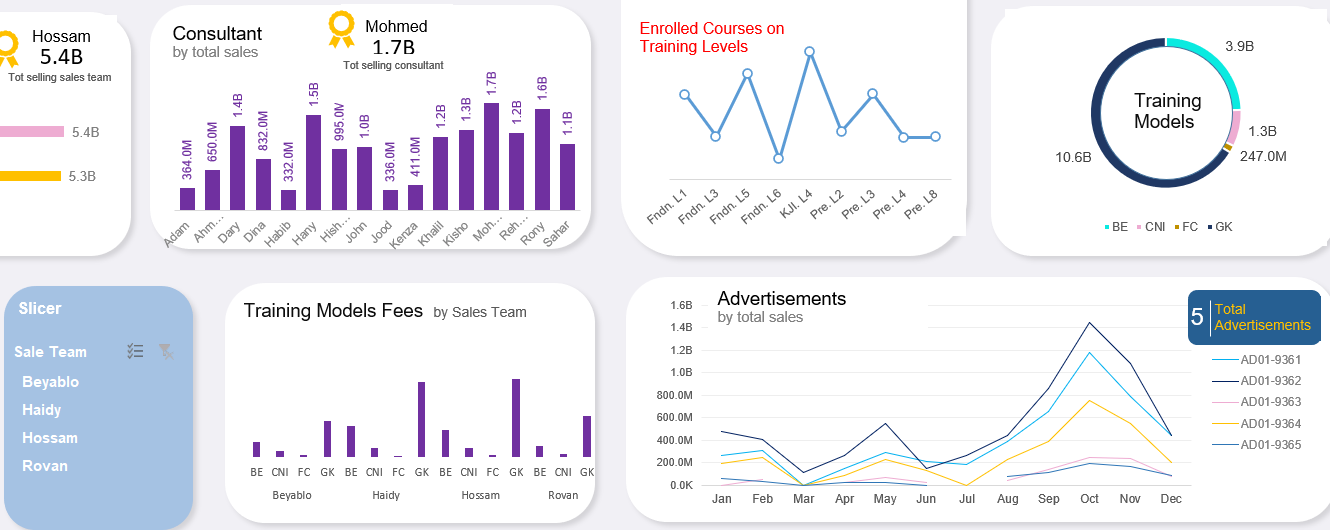 Hossam
5.4B
Tot selling sales team
5.4B
5.3B
Consultant
by total sales
Mohmed
1.7B
Tot selling consultant
364.0M
650.0M
1.4B
832.0M
332.0M
1.5B
995.0M
1.0B
336.0M
411.0M
1.2B
1.3B
1.7B
1.2B
1.6B
1.1B
Adam
Ahm...
Dary
Dina
Habib
Hany
Hish...
John
Jood
Kenza
Khalil
Kisho
Moh...
Reh...
Rony
Sahar
Enrolled Courses on
Training Levels
Fndn. L1
Fndn. L3
Fndn. L5
Fndn. L6
KJI. L4
Pre. L2
Pre. L3
Pre. L4
Pre. L8
Training
Models
3.9B
1.3B
247.0M
10.6B
BE CNI FC GK
Slicer
Sale Team
Beyablo
Haidy
Hossam
Rovan
Training Models Fees by Sales Team
BE CNI FC GK BE CNI FC GK BE CNI FC GK BE CNI GK
Beyablo Haidy Hossam Rovan
Advertisements
by total sales
5
Total
Advertisements
1.6B
1.4B
1.2B
1.0B
800.0M
600.0M
400.0M
200.0M
0.0K
Jan Feb Mar Apr May Jun Jul Aug Sep Oct Nov Dec
AD01-9361
AD01-9362
AD01-9363
AD01-9364
AD01-9365